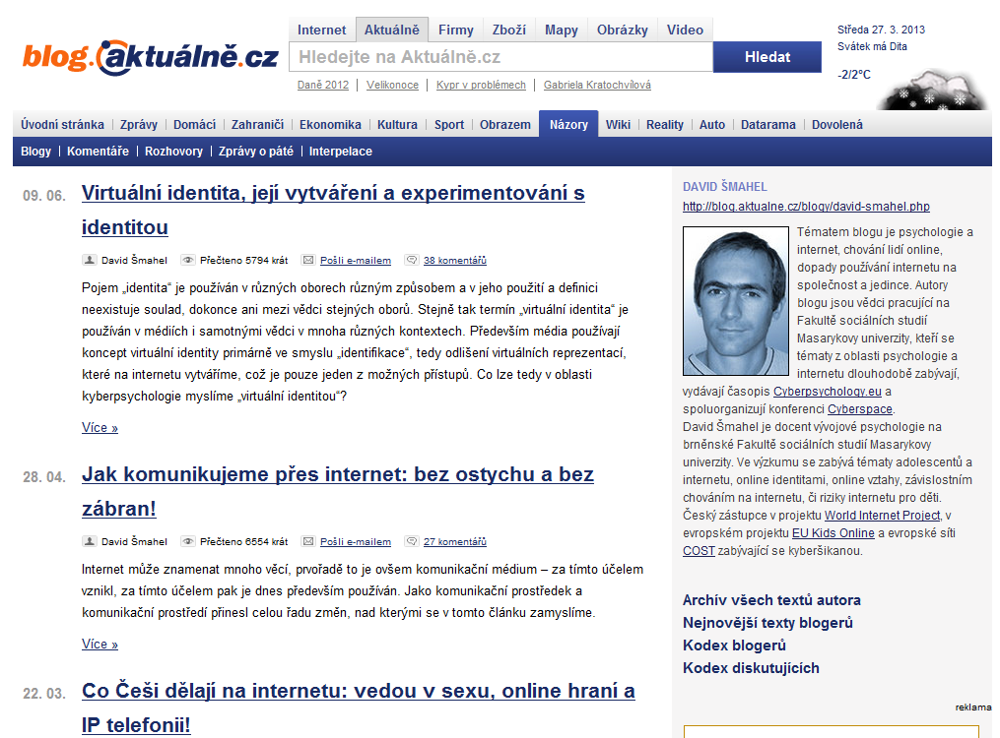 blog.aktuálně.cz
Internet Aktuálně Firmy Zboží Mapy Obrázky Video
Hledejte na Aktuálně.cz Hledat
Daně 2012 | Velikonoce | Kypr v problémech | Gabriela Kratochvílová
Středa 27. 3. 2013
Svátek má Dita
-2/2°C
Úvodní stránka | Zprávy | Domácí | Zahraničí | Ekonomika | Kultura | Sport | Obrazem Názory Wiki | Reality | Auto | Datarama | Dovolená
Blogy | Komentáře | Rozhovory | Zprávy o páté | Interpelace
09. 06. Virtuální identita, její vytváření a experimentování s
identitou
David Šmahel Přečteno 5794 krát Pošli e-mailem 38 komentářů
Pojem „identita“ je používán v různých oborech různým způsobem a v jeho použití a definici
neexistuje soulad, dokonce ani mezi vědci stejných oborů. Stejně tak termín „virtuální identita“ je
používán v médiích i samotnými vědci v mnoha různých kontextech. Především média používají
koncept virtuální identity primárně ve smyslu „identifikace“, tedy odlišení virtuálních reprezentací,
které na internetu vytváříme, což je pouze jeden z možných přístupů. Co lze tedy v oblasti
kyberpsychologie myslíme „virtuální identitou“?
Více »
28. 04. Jak komunikujeme přes internet: bez ostychu a bez
zábran!
David Šmahel Přečteno 6554 krát Pošli e-mailem 27 komentářů
Internet může znamenat mnoho věcí, prvořadě to je ovšem komunikační médium – za tímto účelem
vznikl, za tímto účelem pak je dnes především používán. Jako komunikační prostředek a
komunikační prostředí přinesl celou řadu změn, nad kterými se v tomto článku zamyslíme.
Více »
22. 03. Co Češi dělají na internetu: vedou v sexu, online hraní a
IP telefonii!
DAVID ŠMAHEL
http://blog.aktualne.cz/blogy/david-smahel.php
Tématem blogu je psychologie a
internet, chování lidí online,
dopady používání internetu na
společnost a jedince. Autory
blogu jsou vědci pracující na
Fakultě sociálních studií
Masarykovy univerzity, kteří se
tématy z oblasti psychologie a
internetu dlouhodobě zabývají,
vydávají časopis Cyberpsychology.eu a
spoluorganizují konferenci Cyberspace.
David Šmahel je docent vývojové psychologie na
brněnské Fakultě sociálních studií Masarykovy
univerzity. Ve výzkumu se zabývá tématy adolescentů a
internetu, online identitami, online vztahy, závislostním
chováním na internetu, či riziky internetu pro děti.
Český zástupce v projektu World Internet Project, v
evropském projektu EU Kids Online a evropské síti
COST zabývající se kyberšikanou.
Archív všech textů autora
Nejnovější texty blogerů
Kodex blogerů
Kodex diskutujících
reklama